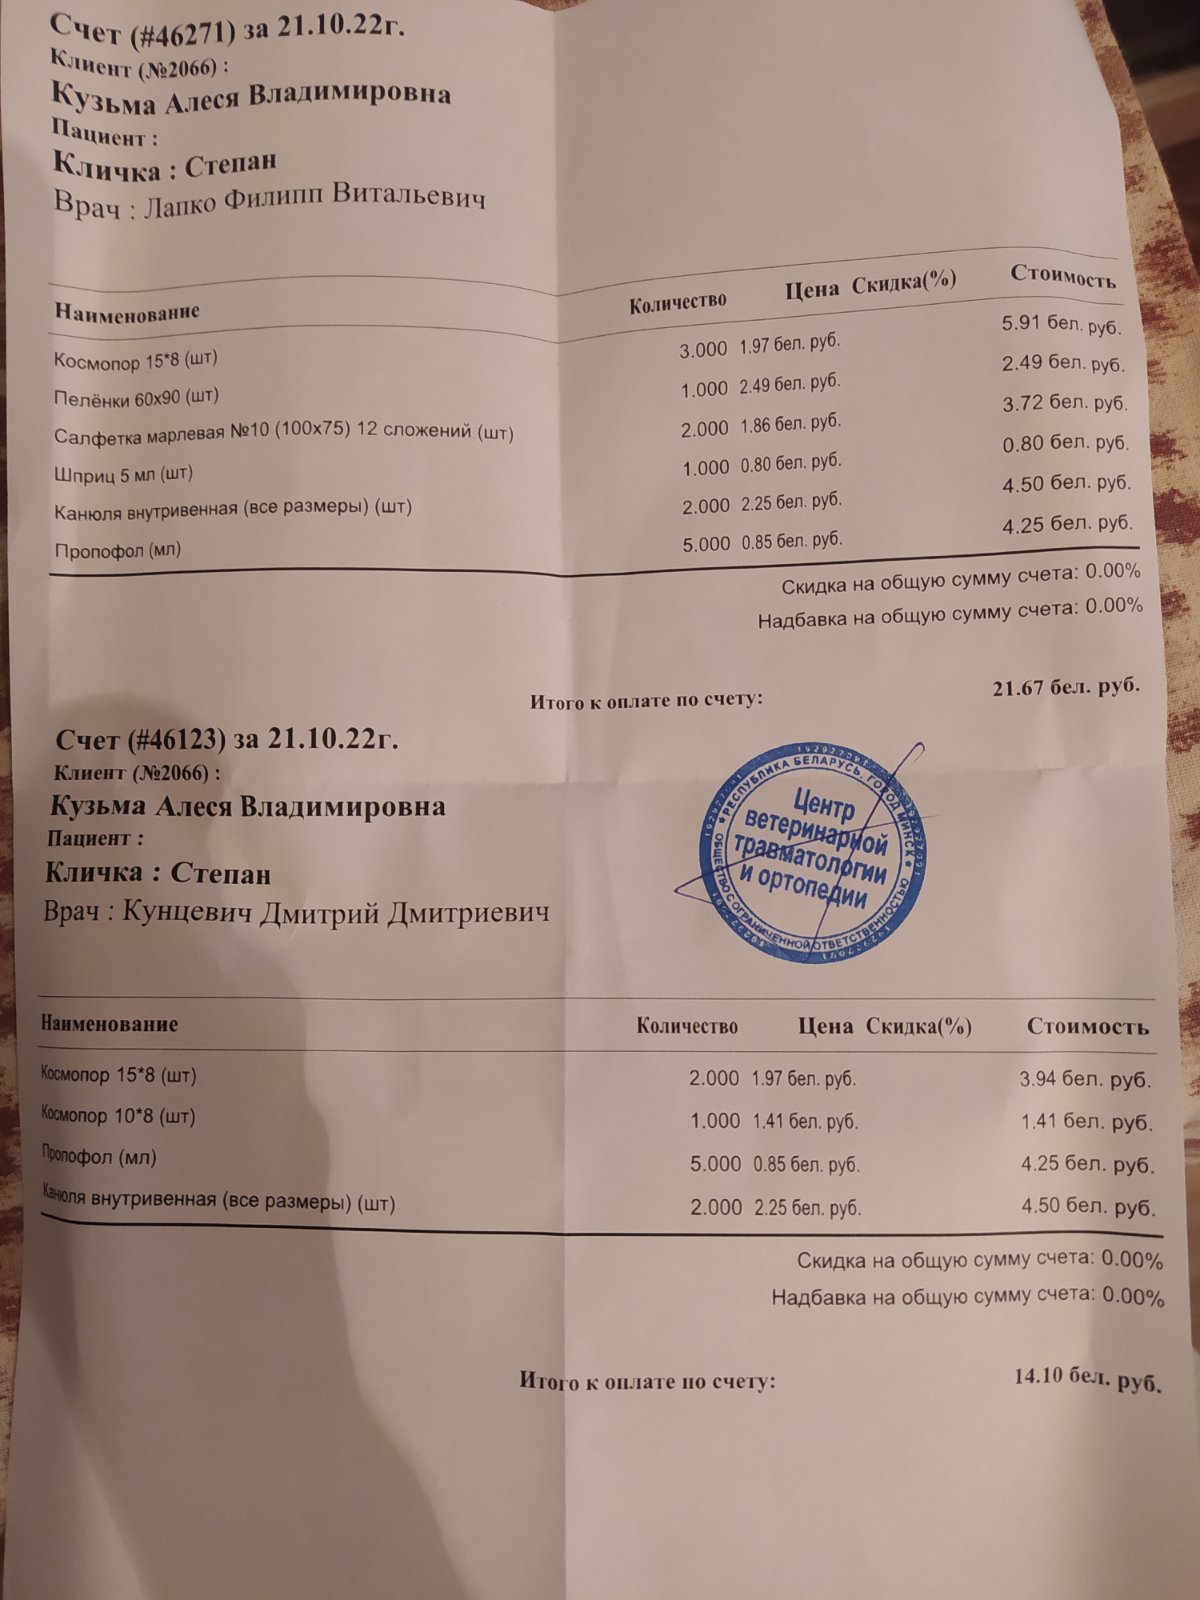 Счет (#46271) за 21.10.22г.
Клиент (№2066) :
Кузьма Алеся Владимировна
Пациент :
Кличка : Степан
Врач : Лапко Филипп Витальевич
Наименование Количество Цена Скидка(%) Стоимость
Космопор 15*8 (шт) 3.000 1.97 бел. руб. 5.91 бел. руб.
Пелёнки 60x90 (шт) 1.000 2.49 бел. руб. 2.49 бел. руб.
Салфетка марлевая №10 (100x75) 12 сложений (шт) 2.000 1.86 бел. руб. 3.72 бел. руб.
Шприц 5 мл (шт) 1.000 0.80 бел. руб. 0.80 бел. руб.
Канюля внутривенная (все размеры) (шт) 2.000 2.25 бел. руб. 4.50 бел. руб.
Пропофол (мл) 5.000 0.85 бел. руб. 4.25 бел. руб.
Скидка на общую сумму счета: 0.00%
Надбавка на общую сумму счета: 0.00%
Итого к оплате по счету: 21.67 бел. руб.
Счет (#46123) за 21.10.22г.
Клиент (№2066) :
Кузьма Алеся Владимировна
Пациент :
Кличка : Степан
Врач : Кунцевич Дмитрий Дмитриевич
192927091
РЕСПУБЛИКА БЕЛАРУСЬ, ГОРОД МИНСК
ОБЩЕСТВО С ОГРАНИЧЕННОЙ ОТВЕТСТВЕННОСТЬЮ
Центр
ветеринарной
травматологии
и ортопедии
Наименование Количество Цена Скидка(%) Стоимость
Космопор 15*8 (шт) 2.000 1.97 бел. руб. 3.94 бел. руб.
Космопор 10*8 (шт) 1.000 1.41 бел. руб. 1.41 бел. руб.
Пропофол (мл) 5.000 0.85 бел. руб. 4.25 бел. руб.
Канюля внутривенная (все размеры) (шт) 2.000 2.25 бел. руб. 4.50 бел. руб.
Скидка на общую сумму счета: 0.00%
Надбавка на общую сумму счета: 0.00%
Итого к оплате по счету: 14.10 бел. руб.